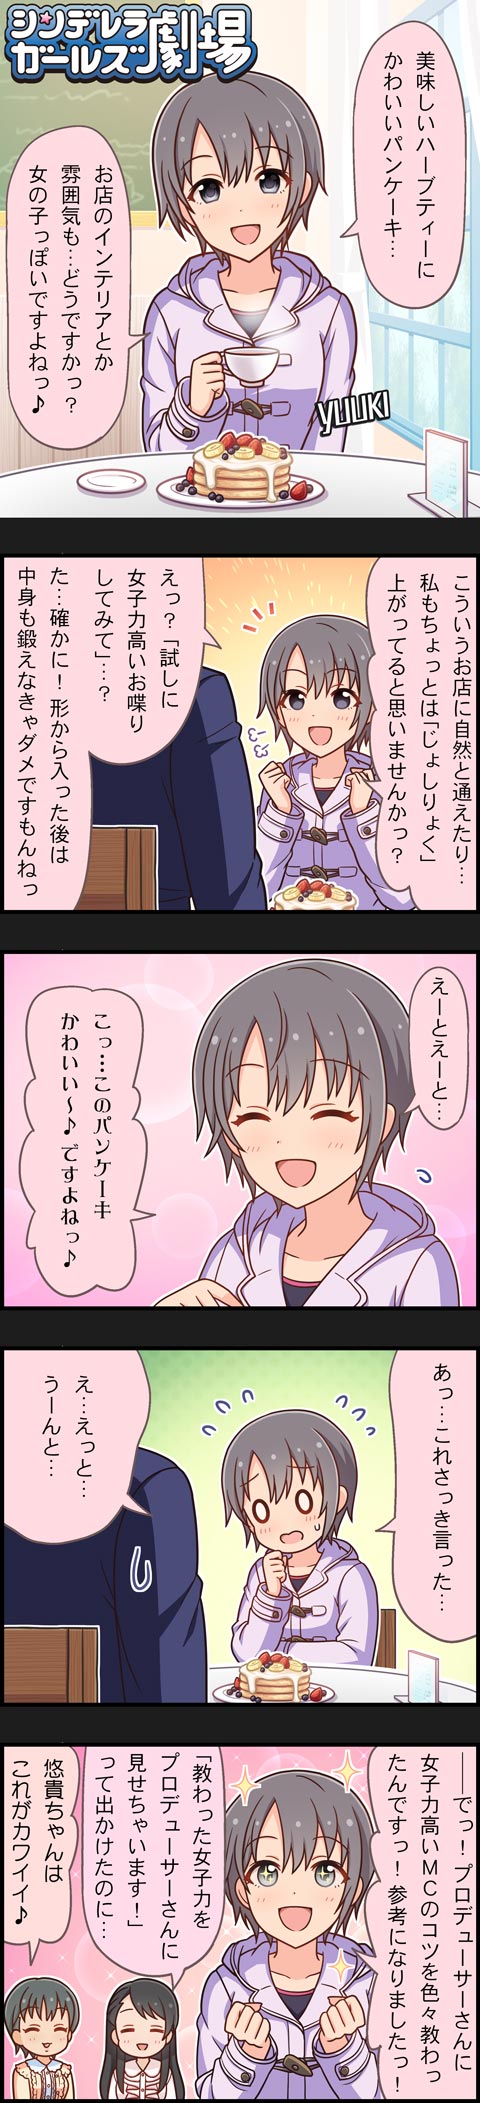 シンデレラ
ガールズ劇場
美味しいハーブティーに
かわいいパンケーキ…
お店のインテリアとか
雰囲気も…どうですかっ？
女の子っぽいですよねっ♪
YUUKI
こういうお店に自然と通えたり…
私もちょっとは「じょしりょく」
上がってると思いませんかっ？
えっ？「試しに
女子力高いお喋り
してみて」…？
た…確かに！形から入った後は
中身も鍛えなきゃダメですもんねっ
えーとえーと…
こっ…このパンケーキ
かわいい～♪ですよねっ♪
あっ…これさっき言った…
え…えっと…
うーんと…
――でっ！プロデューサーさんに
女子力高いMCのコツを色々教わっ
たんですっ！参考になりましたっ！
「教わった女子力を
プロデューサーさんに
見せちゃいます！」
って出かけたのに…
悠貴ちゃんは
これがカワイイ♪